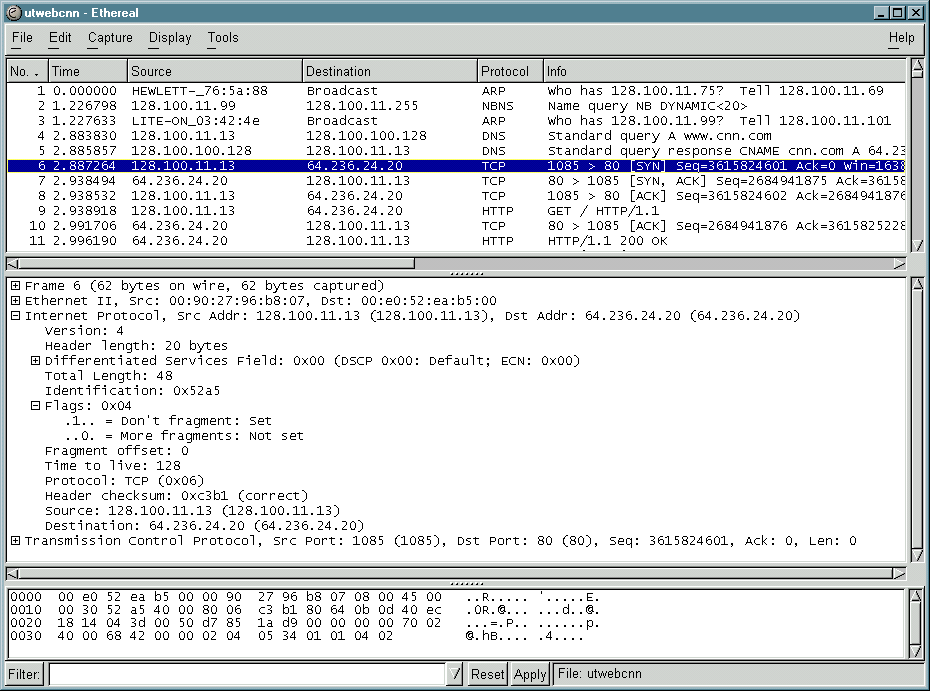 utwebcnn - Ethereal
File Edit Capture Display Tools Help
No. . Time Source Destination Protocol Info
1 0.000000 HEWLETT-_76:5a:88 Broadcast ARP Who has 128.100.11.75? Tell 128.100.11.69
2 1.226798 128.100.11.99 128.100.11.255 NBNS Name query NB DYNAMIC<20>
3 1.227633 LITE-ON_03:42:4e Broadcast ARP Who has 128.100.11.99? Tell 128.100.11.101
4 2.883830 128.100.11.13 128.100.100.128 DNS Standard query A www.cnn.com
5 2.885857 128.100.100.128 128.100.11.13 DNS Standard query response CNAME cnn.com A 64.23
6 2.887264 128.100.11.13 64.236.24.20 TCP 1085 > 80 [SYN] Seq=3615824601 Ack=0 Win=1638
7 2.938494 64.236.24.20 128.100.11.13 TCP 80 > 1085 [SYN, ACK] Seq=2684941875 Ack=36158
8 2.938532 128.100.11.13 64.236.24.20 TCP 1085 > 80 [ACK] Seq=3615824602 Ack=2684941876
9 2.938918 128.100.11.13 64.236.24.20 HTTP GET / HTTP/1.1
10 2.991706 64.236.24.20 128.100.11.13 TCP 80 > 1085 [ACK] Seq=2684941876 Ack=3615825228
11 2.996190 64.236.24.20 128.100.11.13 HTTP HTTP/1.1 200 OK
Frame 6 (62 bytes on wire, 62 bytes captured)
Ethernet II, Src: 00:90:27:96:b8:07, Dst: 00:e0:52:ea:b5:00
Internet Protocol, Src Addr: 128.100.11.13 (128.100.11.13), Dst Addr: 64.236.24.20 (64.236.24.20)
Version: 4
Header length: 20 bytes
Differentiated Services Field: 0x00 (DSCP 0x00: Default; ECN: 0x00)
Total Length: 48
Identification: 0x52a5
Flags: 0x04
.1.. = Don't fragment: Set
..0. = More fragments: Not set
Fragment offset: 0
Time to live: 128
Protocol: TCP (0x06)
Header checksum: 0xc3b1 (correct)
Source: 128.100.11.13 (128.100.11.13)
Destination: 64.236.24.20 (64.236.24.20)
Transmission Control Protocol, Src Port: 1085 (1085), Dst Port: 80 (80), Seq: 3615824601, Ack: 0, Len: 0
0000 00 e0 52 ea b5 00 00 90 27 96 b8 07 08 00 45 00 ..R..... '.....E.
0010 00 30 52 a5 40 00 80 06 c3 b1 80 64 0b 0d 40 ec .0R.@... ...d..@.
0020 18 14 04 3d 00 50 d7 85 1a d9 00 00 00 00 70 02 ...=.P.. ......p.
0030 40 00 68 42 00 00 02 04 05 34 01 01 04 02 @.hB.... .4....
Filter: Reset Apply File: utwebcnn